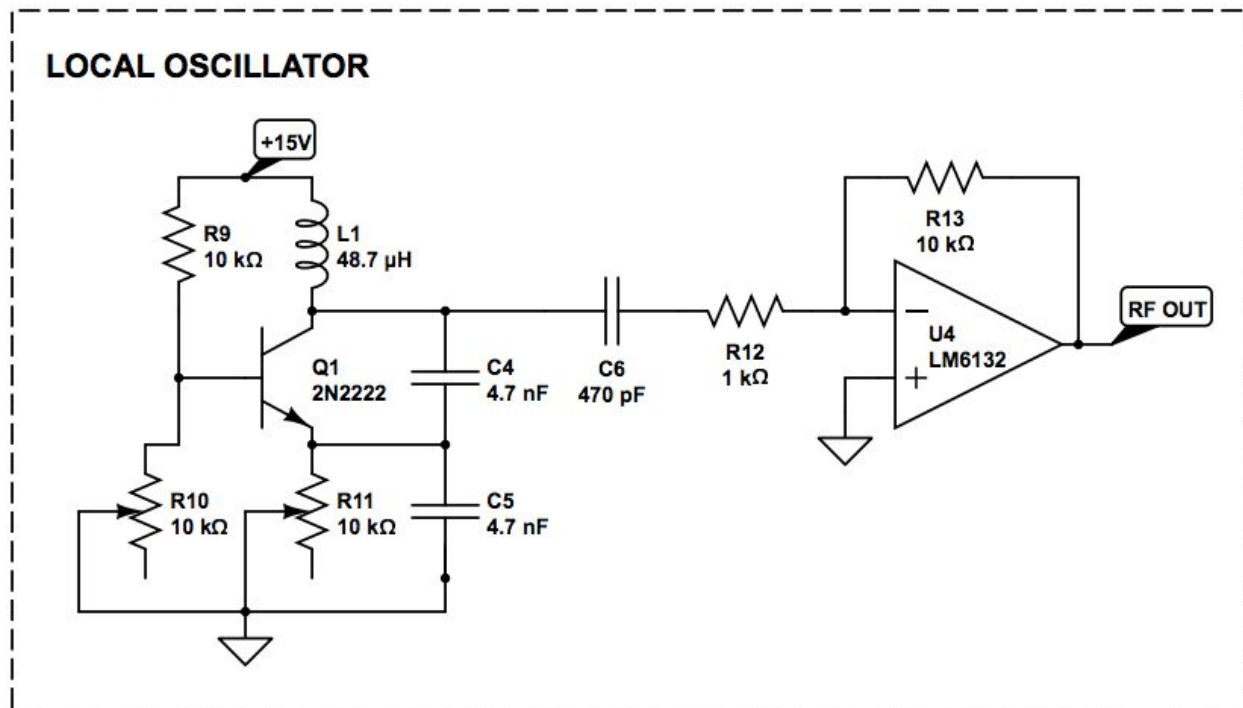 LOCAL OSCILLATOR
+15V
R9
10 kΩ
L1
48.7 µH
R13
10 kΩ
RF OUT
Q1
2N2222
C4
4.7 nF
C6
470 pF
R12
1 kΩ
U4
LM6132
R10
10 kΩ
R11
10 kΩ
C5
4.7 nF